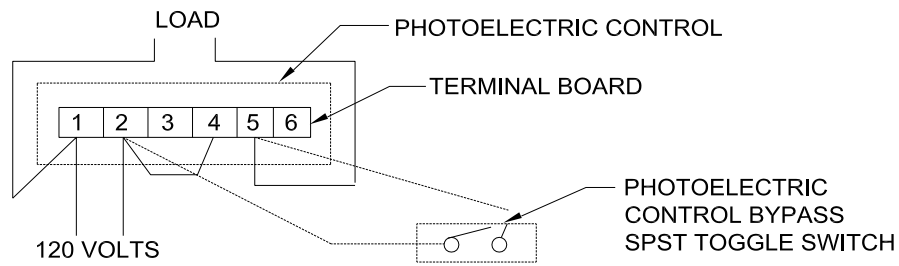 LOAD
PHOTOELECTRIC CONTROL
TERMINAL BOARD
1 2 3 4 5 6
PHOTOELECTRIC
CONTROL BYPASS
SPST TOGGLE SWITCH
120 VOLTS